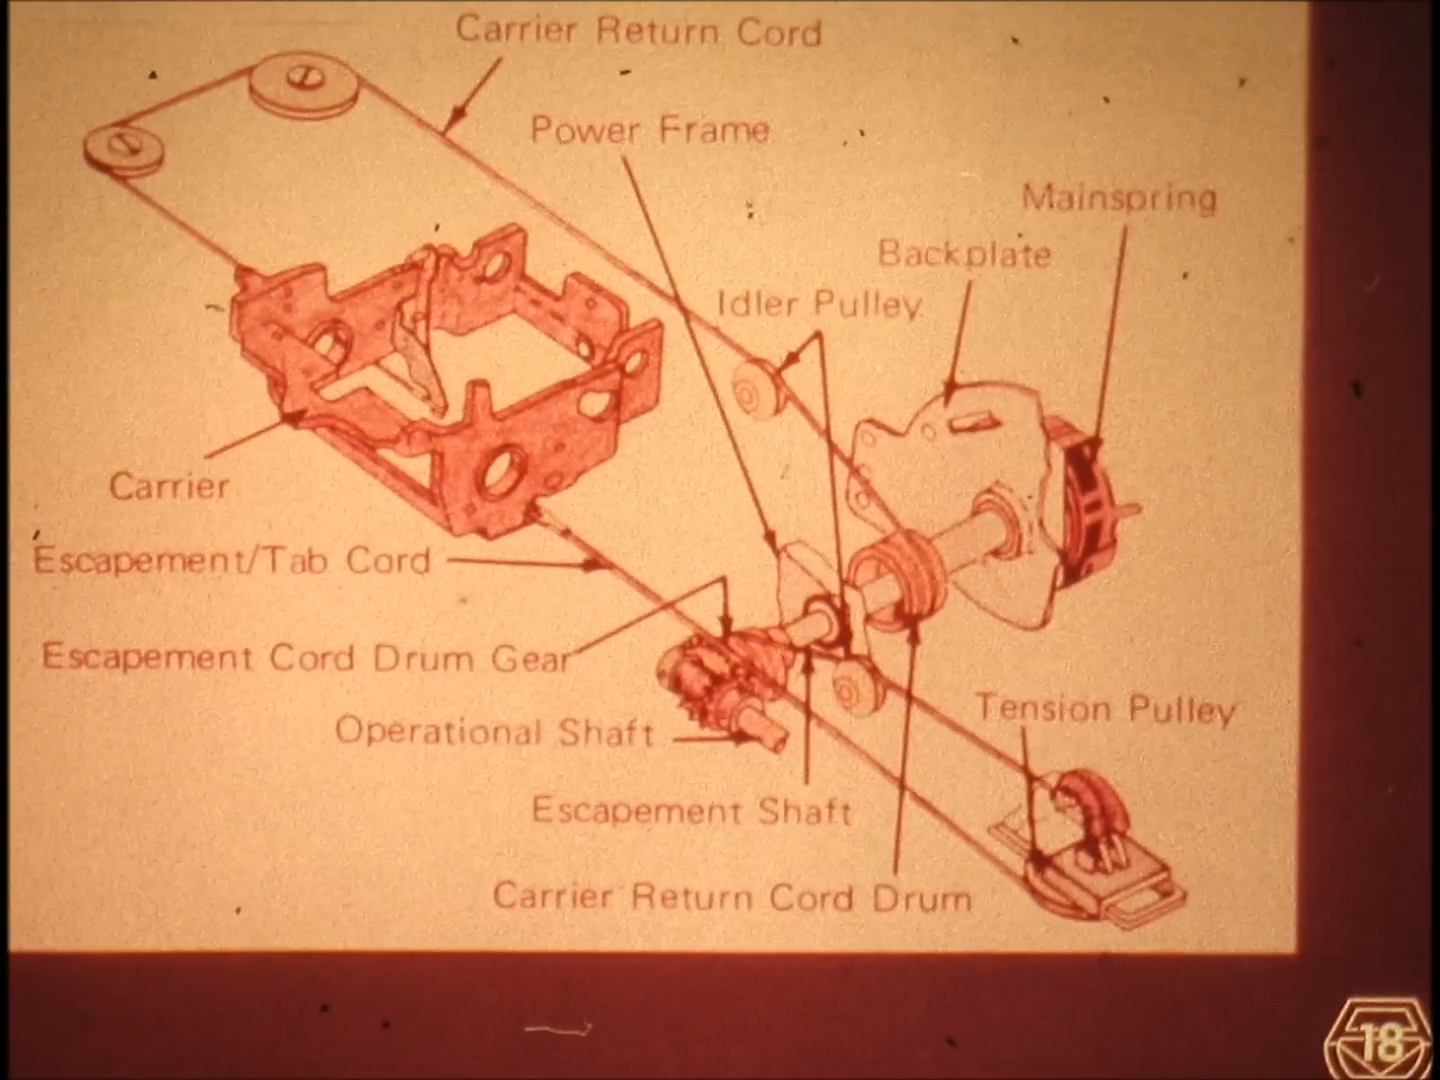 Carrier Return Cord
Power Frame
Mainspring
Backplate
Idler Pulley
Carrier
Escapement/Tab Cord
Escapement Cord Drum Gear
Tension Pulley
Operational Shaft
Escapement Shaft
Carrier Return Cord Drum
18